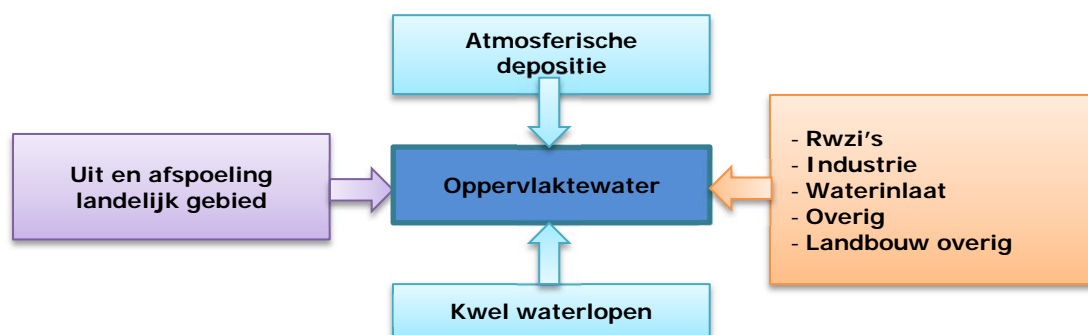 Atmosferische
depositie
Uit en afspoeling
landelijk gebied
Oppervlaktewater
- Rwzi's
- Industrie
- Waterinlaat
- Overig
- Landbouw overig
Kwel waterlopen